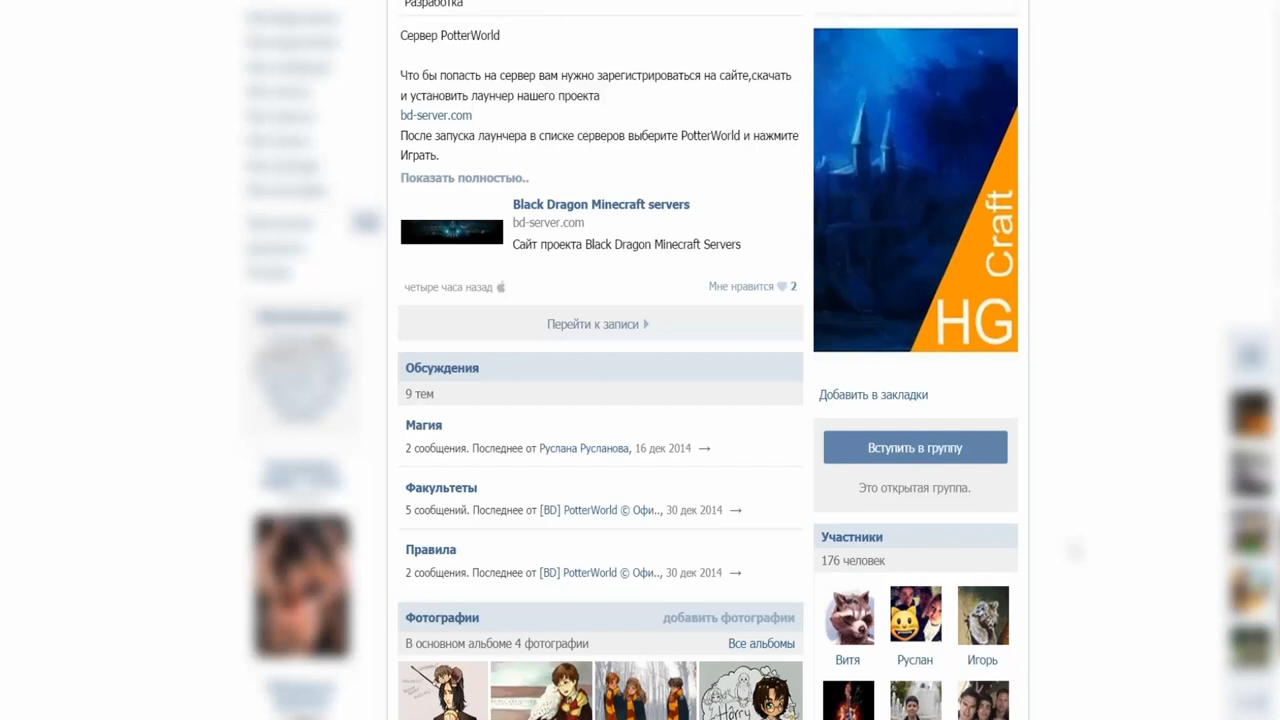 Разработка
Сервер PotterWorld
Что бы попасть на сервер вам нужно зарегистрироваться на сайте,скачать
и установить лаунчер нашего проекта
bd-server.com
После запуска лаунчера в списке серверов выберите PotterWorld и нажмите
Играть.
Показать полностью..
Black Dragon Minecraft servers
bd-server.com
Сайт проекта Black Dragon Minecraft Servers
четыре часа назад
Мне нравится 2
Перейти к записи
Обсуждения
9 тем
Магия
2 сообщения. Последнее от Руслана Русланова, 16 дек 2014 →
Факультеты
5 сообщений. Последнее от [BD] PotterWorld © Офи.., 30 дек 2014 →
Правила
2 сообщения. Последнее от [BD] PotterWorld © Офи.., 30 дек 2014 →
Фотографии
добавить фотографии
В основном альбоме 4 фотографии
Все альбомы
Harry
HG
Craft
Добавить в закладки
Вступить в группу
Это открытая группа.
Участники
176 человек
Витя
Руслан
Игорь